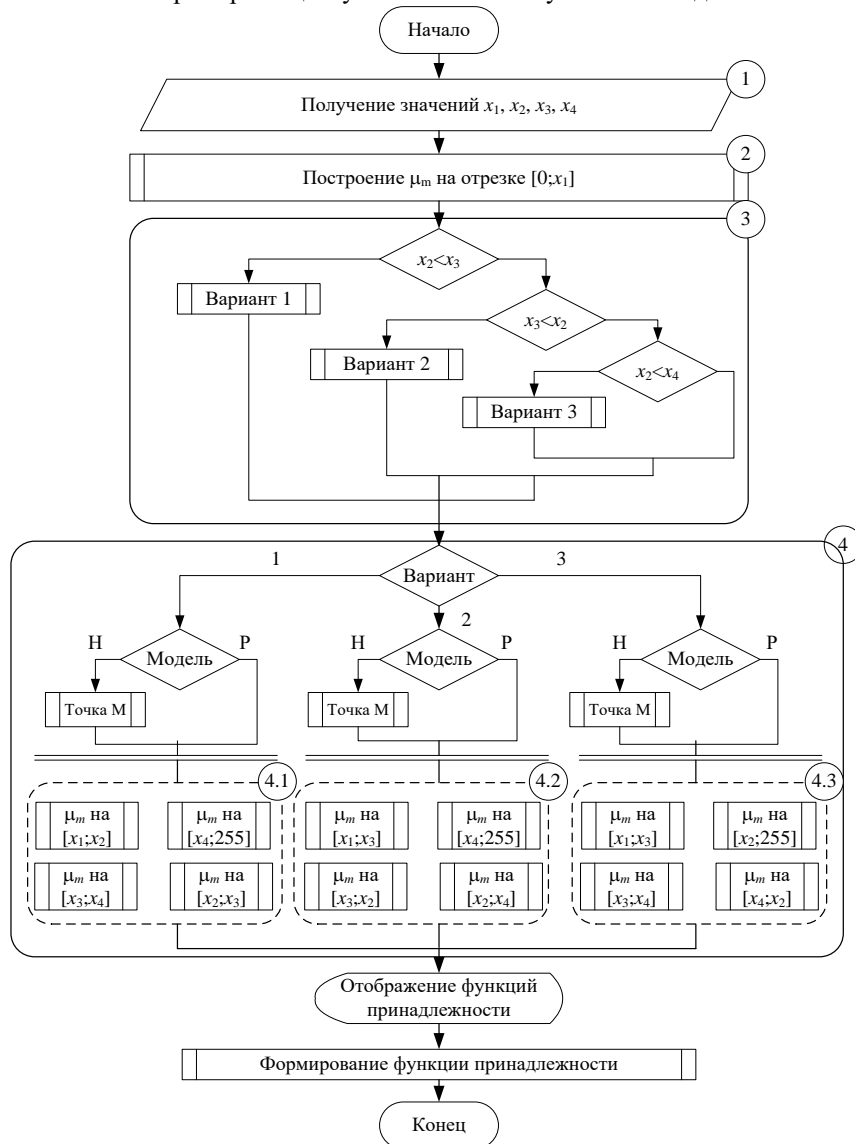 Начало
1
Получение значений x1, x2, x3, x4
2
Построение μm на отрезке [0;x1]
3
x2<x3
Вариант 1
x3<x2
Вариант 2
x2<x4
Вариант 3
4
Вариант
1
3
2
Н
Модель
Р
Н
Модель
Р
Н
Модель
Р
Точка М
Точка М
Точка М
4.1
4.2
4.3
μm на
[x1;x2]
μm на
[x4;255]
μm на
[x3;x4]
μm на
[x2;x3]
μm на
[x1;x3]
μm на
[x4;255]
μm на
[x3;x2]
μm на
[x2;x4]
μm на
[x1;x3]
μm на
[x2;255]
μm на
[x3;x4]
μm на
[x4;x2]
Отображение функций
принадлежности
Формирование функции принадлежности
Конец